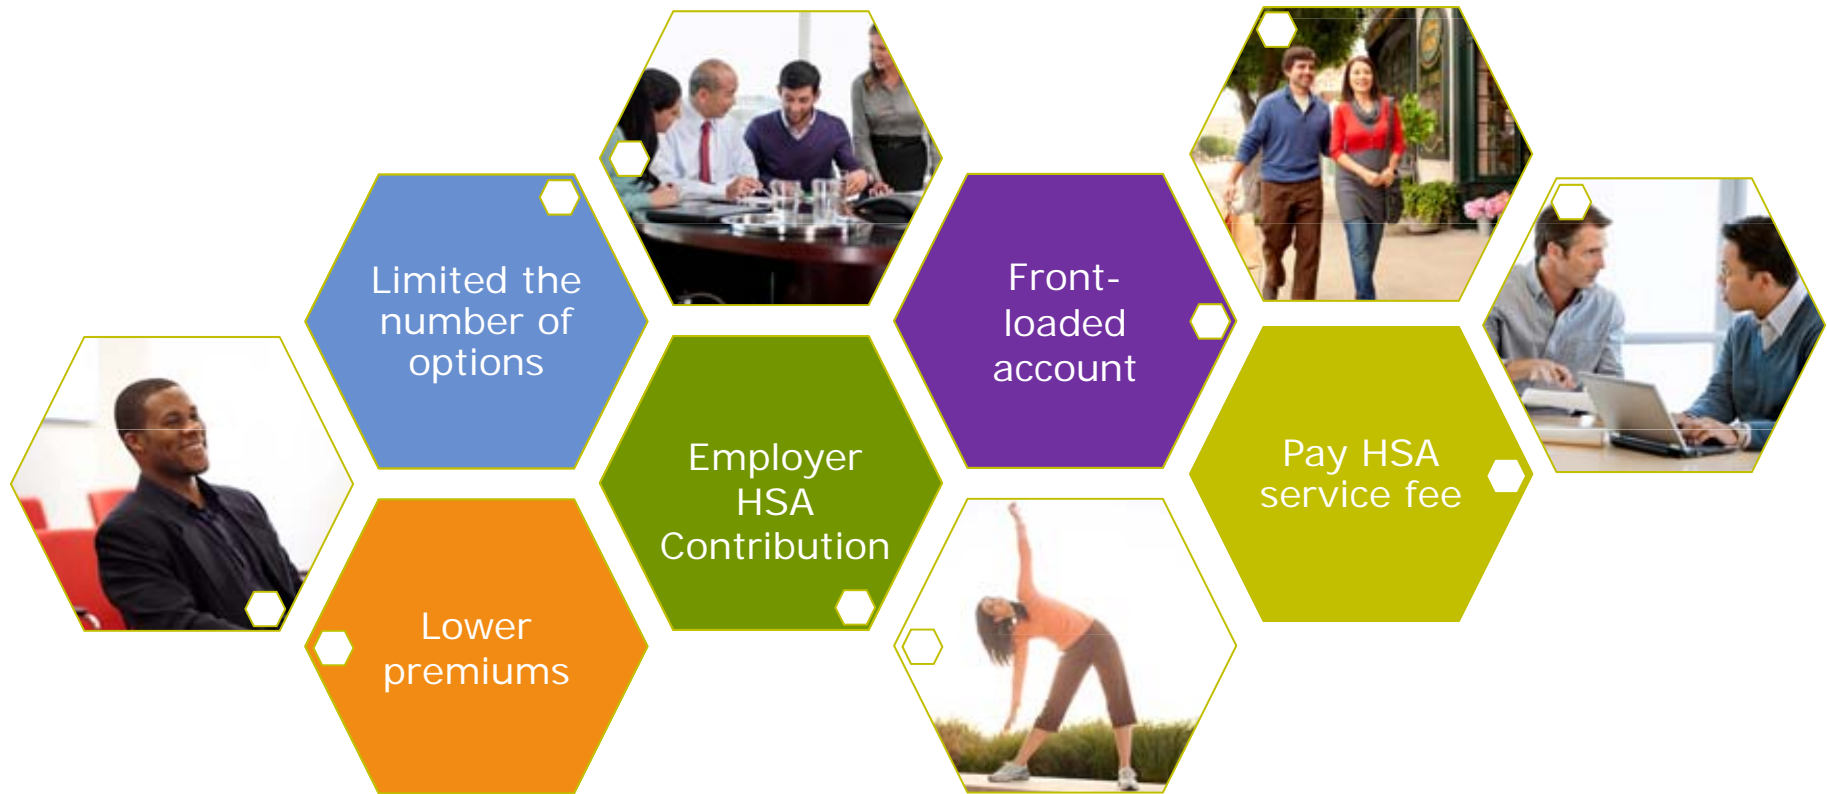 Limited the
number of
options
Lower
premiums
Employer
HSA
Contribution
Front-
loaded
account
Pay HSA
service fee